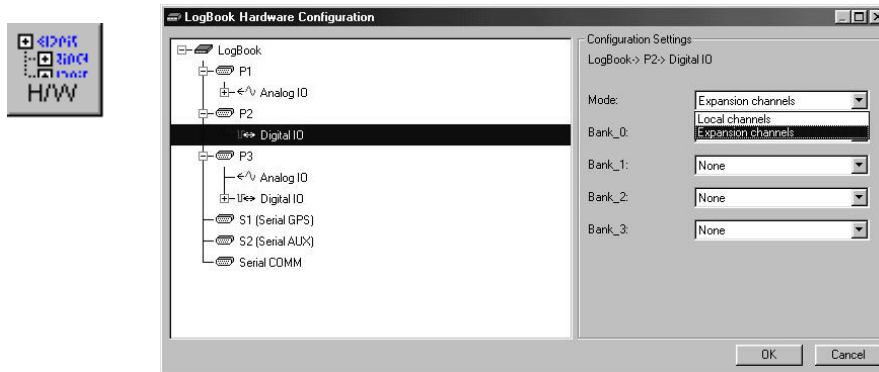 H/W
LogBook Hardware Configuration
LogBook
P1
Analog IO
P2
Digital IO
P3
Analog IO
Digital IO
S1 (Serial GPS)
S2 (Serial AUX)
Serial COMM
Configuration Settings
LogBook-> P2-> Digital IO
Mode: Expansion channels
Local channels
Bank_0: Expansion channels
Bank_1: None
Bank_2: None
Bank_3: None
OK Cancel